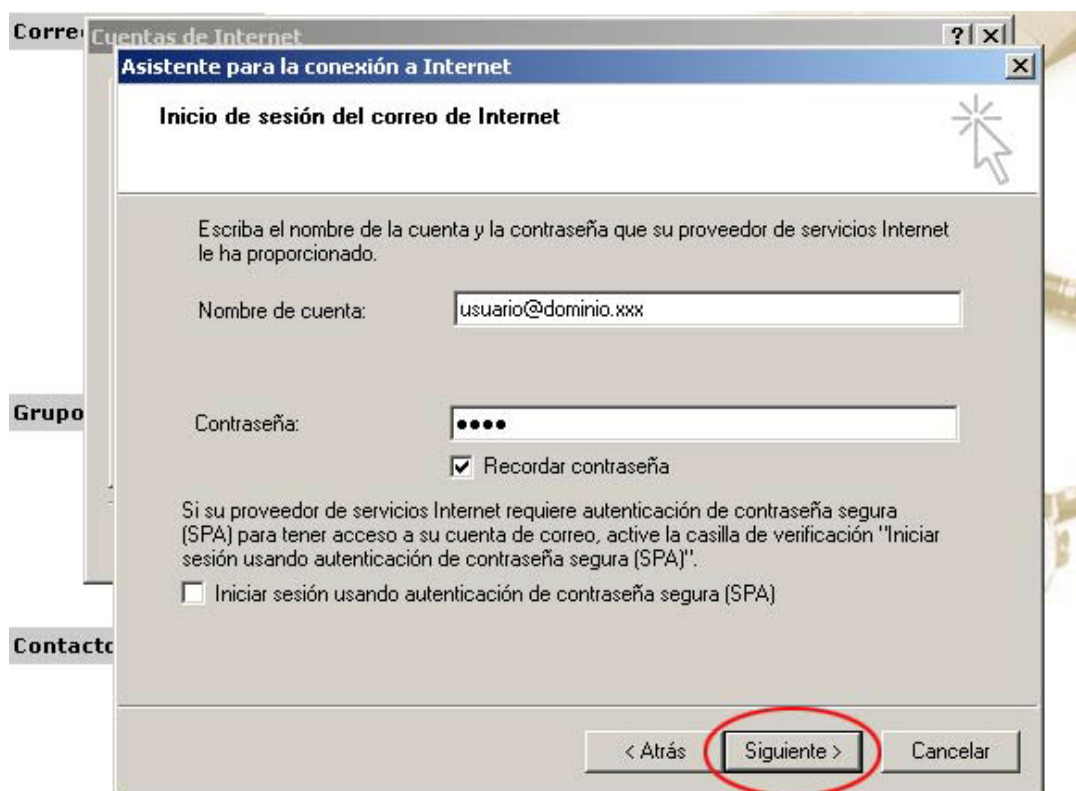 Corre
Cuentas de Internet
Asistente para la conexión a Internet
Inicio de sesión del correo de Internet
Escriba el nombre de la cuenta y la contraseña que su proveedor de servicios Internet
le ha proporcionado.
Nombre de cuenta: usuario@dominio.xxx
Grupo
Contraseña: ●●●●
Recordar contraseña
Si su proveedor de servicios Internet requiere autenticación de contraseña segura
(SPA) para tener acceso a su cuenta de correo, active la casilla de verificación "Iniciar
sesión usando autenticación de contraseña segura (SPA)".
Iniciar sesión usando autenticación de contraseña segura (SPA)
Contacto
< Atrás Siguiente > Cancelar